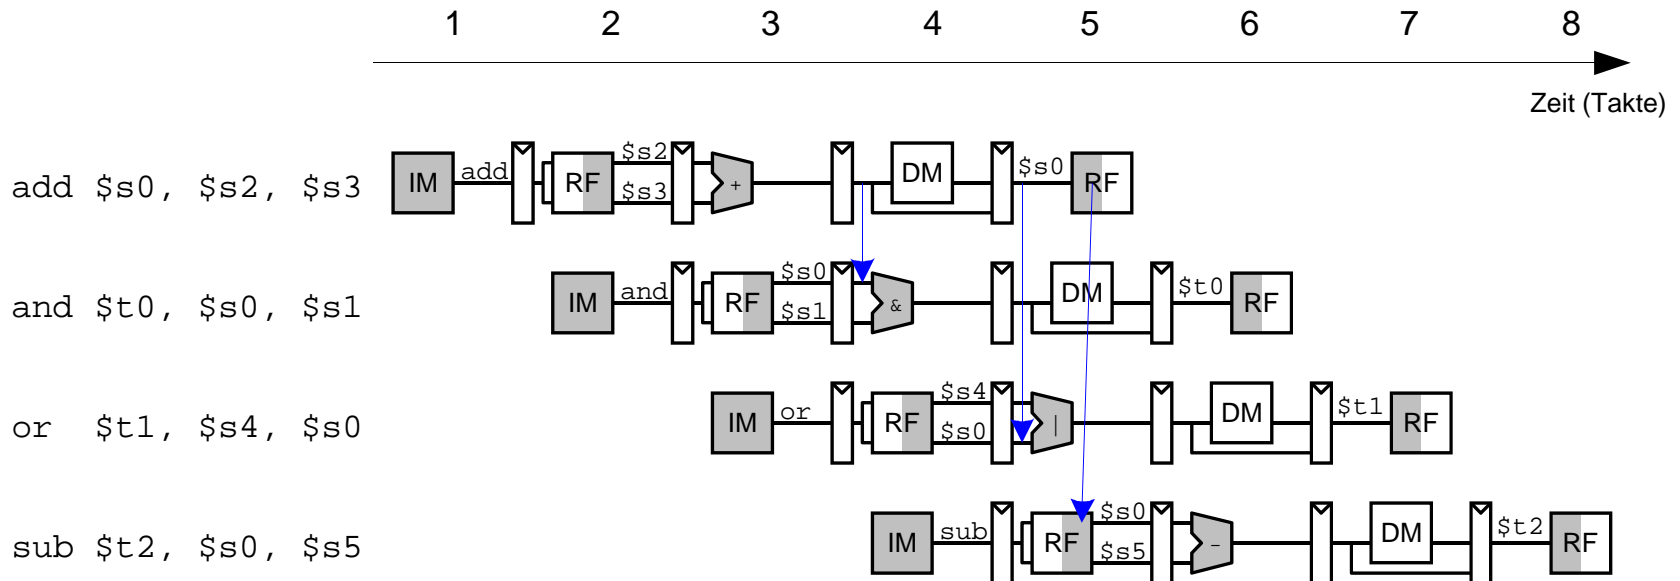 1 2 3 4 5 6 7 8
Zeit (Takte)
add $s0, $s2, $s3 IM add RF $s2 $s3 + DM $s0 RF
and $t0, $s0, $s1 IM and RF $s0 $s1 & DM $t0 RF
or $t1, $s4, $s0 IM or RF $s4 $s0 | DM $t1 RF
sub $t2, $s0, $s5 IM sub RF $s0 $s5 - DM $t2 RF